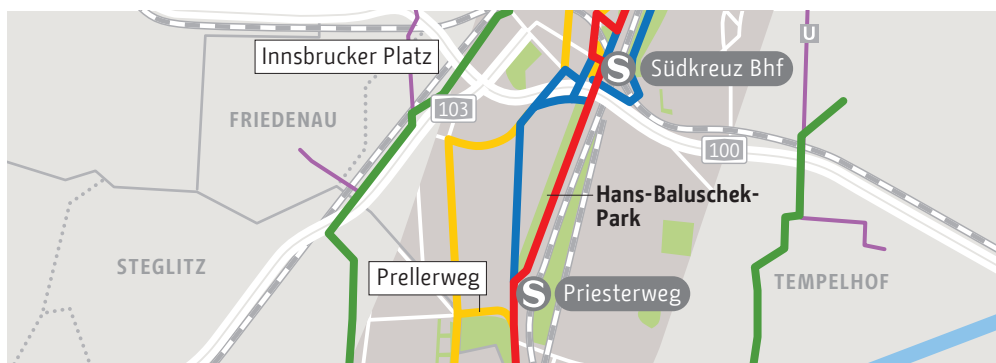 U
Innsbrucker Platz
S Südkreuz Bhf
103
FRIEDENAU
100
Hans-Baluschek-
Park
STEGLITZ
Prellerweg
S Priesterweg
TEMPELHOF